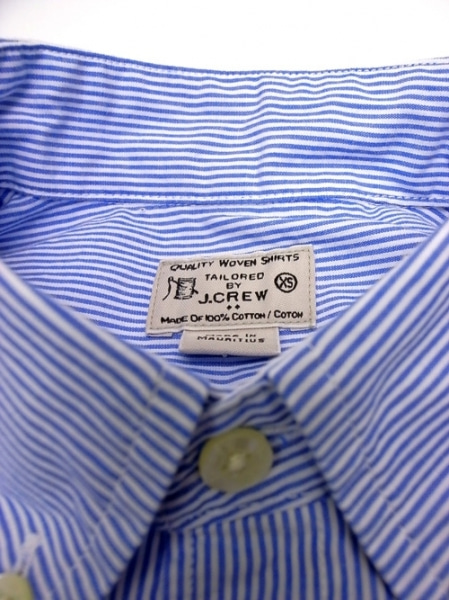 QUALITY WOVEN SHIRTS
TAILORED
BY
J.CREW
XS
MADE OF 100% COTTON / COTON
MADE IN
MAURITIUS